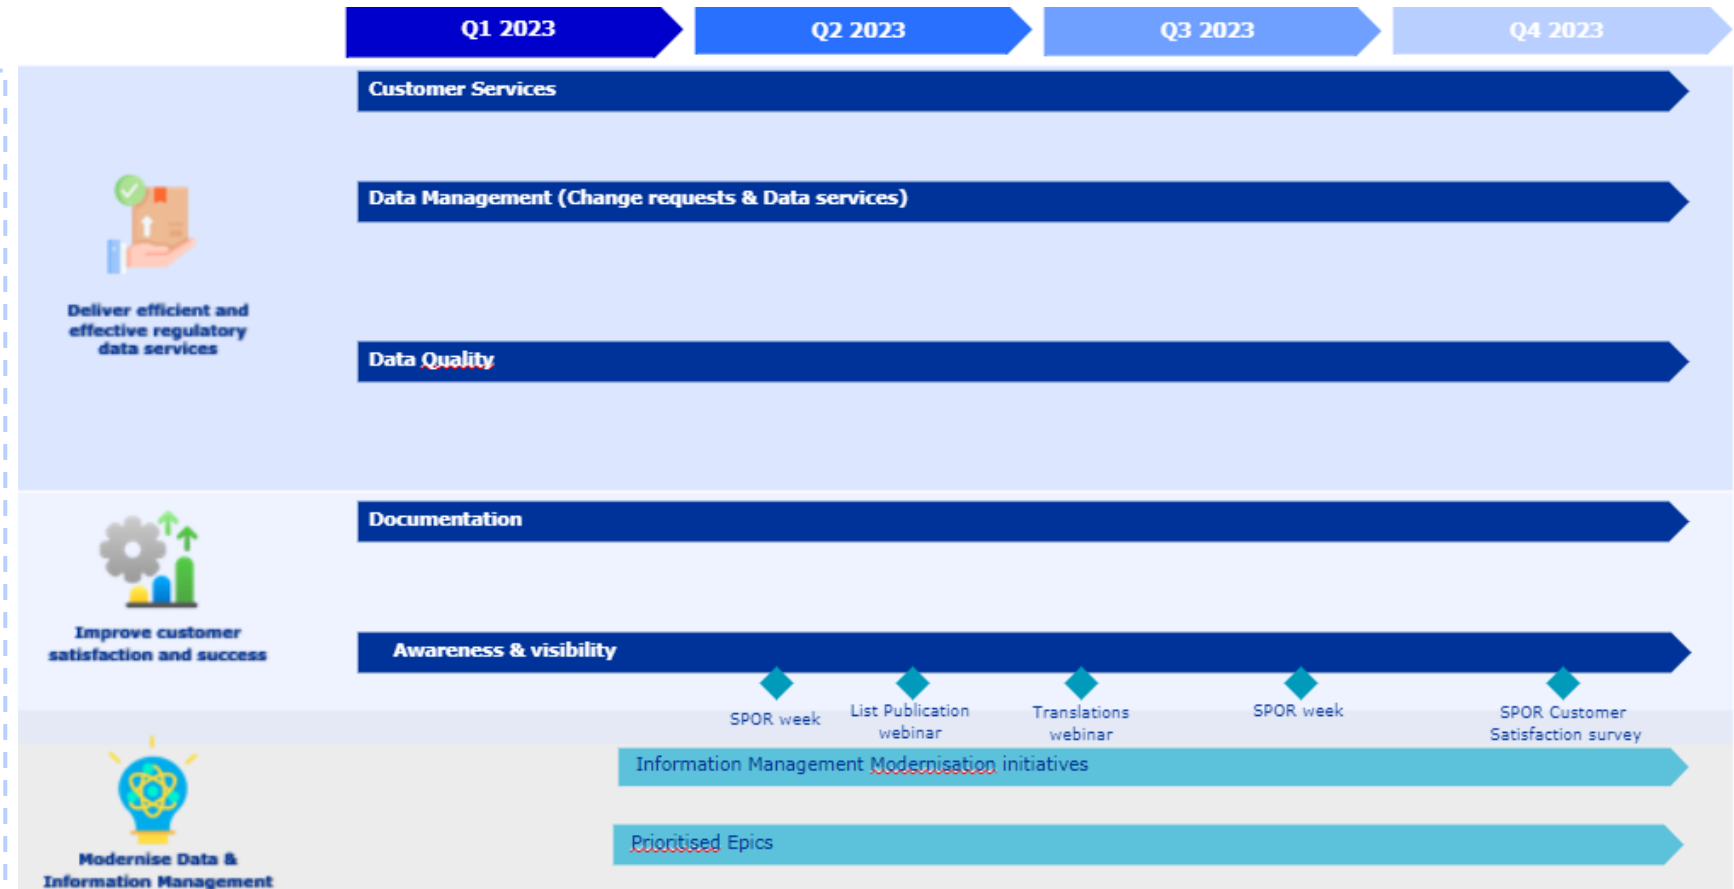 Q1 2023
Q2 2023
Q3 2023
Q4 2023
Customer Services
Data Management (Change requests & Data services)
Deliver efficient and
effective regulatory
data services
Data Quality
Documentation
Improve customer
satisfaction and success
Awareness & visibility
SPOR week
List Publication
webinar
Translations
webinar
SPOR week
SPOR Customer
Satisfaction survey
Information Management Modernisation initiatives
Prioritised Epics
Modernise Data &
Information Management